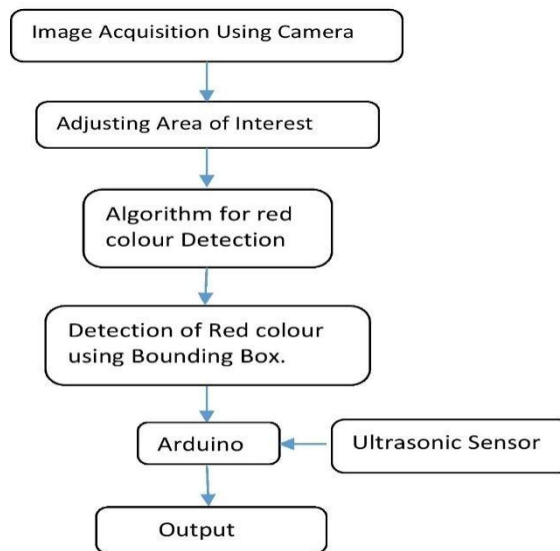 Image Acquisition Using Camera
Adjusting Area of Interest
Algorithm for red
colour Detection
Detection of Red colour
using Bounding Box.
Arduino
Ultrasonic Sensor
Output